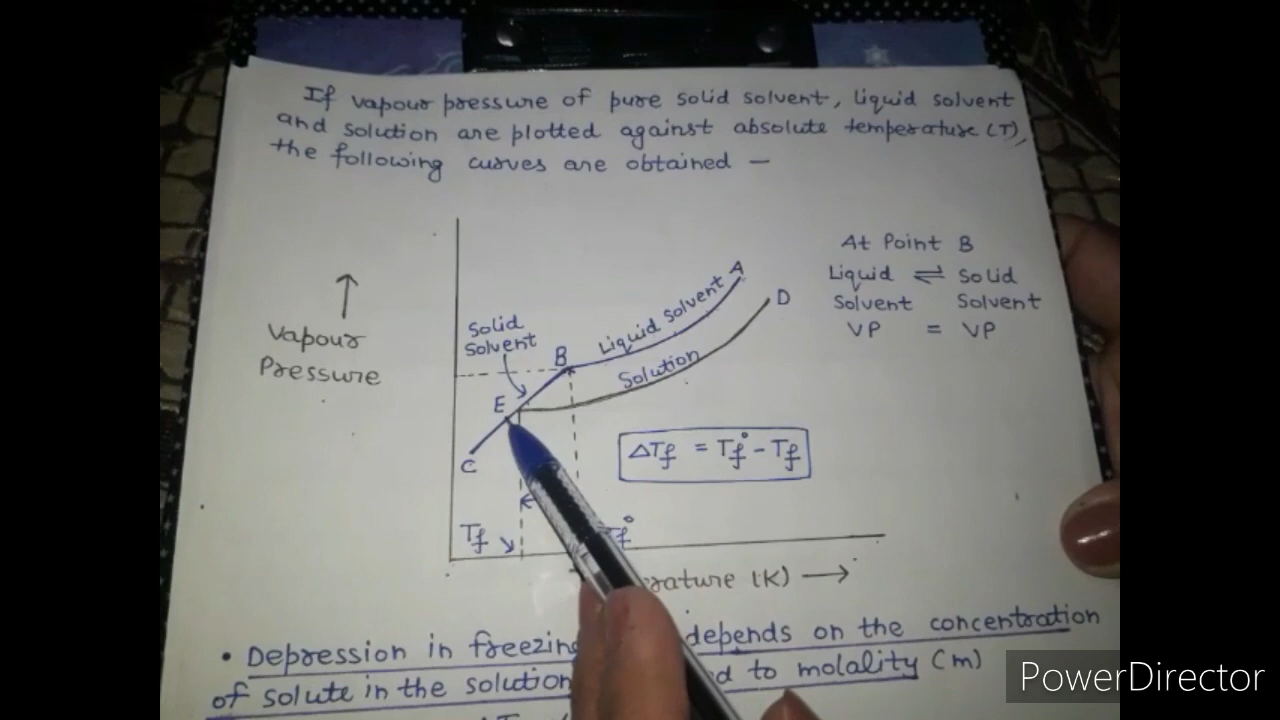 If vapour pressure of pure solid solvent, liquid solvent
and solution are plotted against absolute temperature (T),
the following curves are obtained —
At Point B
Liquid ⇌ Solid
Solvent Solvent
VP = VP
A
D
Liquid Solvent
Solid
Solvent
B
Solution
Vapour
Pressure
E
C
ΔTf = Tf° - Tf
Tf
Tf°
(K)
• Depression in depends on the concentration
of solute in the solution to molality (m)
PowerDirector